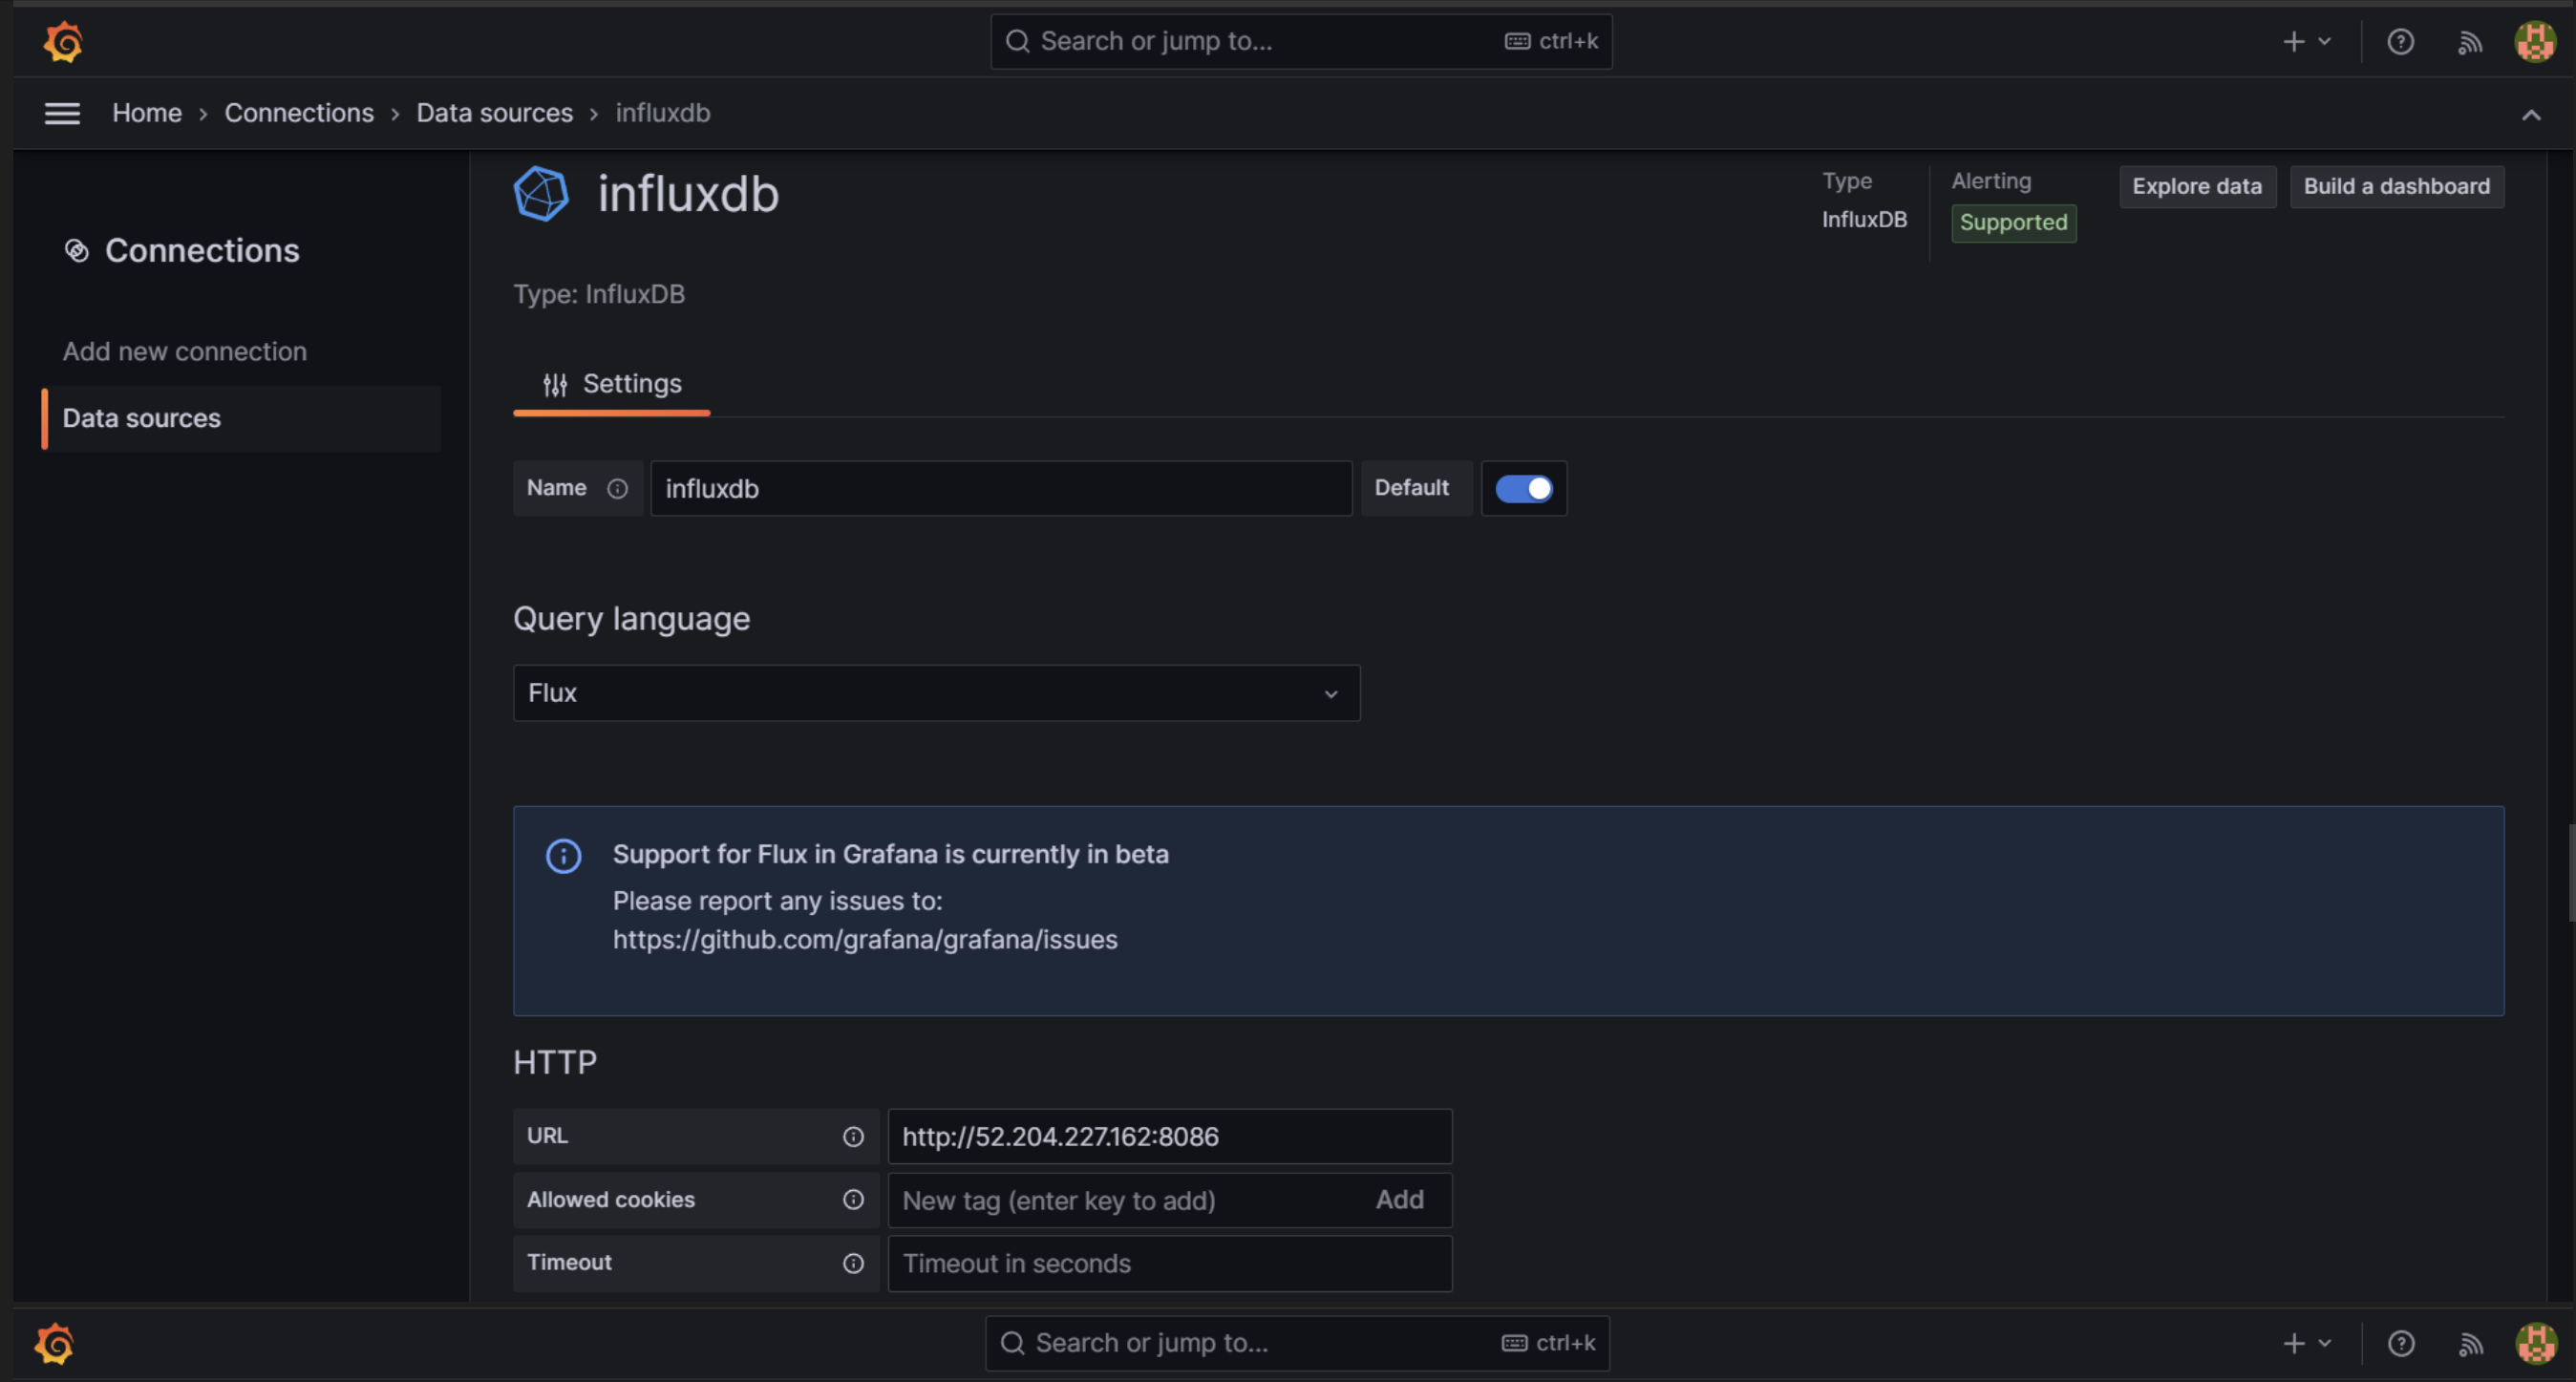 Search or jump to... ctrl+k
Home › Connections › Data sources › influxdb
influxdb
Type
InfluxDB
Alerting
Supported
Explore data
Build a dashboard
Connections
Type: InfluxDB
Add new connection
Data sources
Settings
Name influxdb Default
Query language
Flux
Support for Flux in Grafana is currently in beta
Please report any issues to:
https://github.com/grafana/grafana/issues
HTTP
URL http://52.204.227.162:8086
Allowed cookies New tag (enter key to add) Add
Timeout Timeout in seconds
Search or jump to... ctrl+k